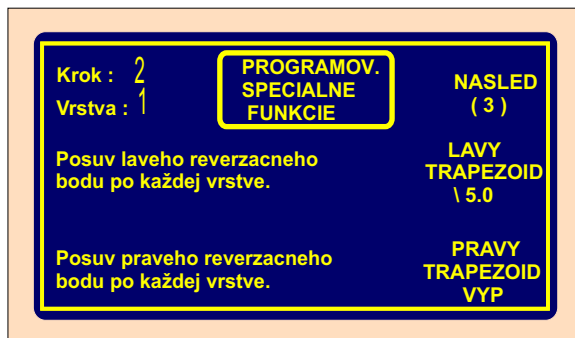 Krok : 2
Vrstva : 1
PROGRAMOV.
SPECIALNE
FUNKCIE
NASLED
( 3 )
Posuv laveho reverzacneho
bodu po každej vrstve.
LAVY
TRAPEZOID
\ 5.0
Posuv praveho reverzacneho
bodu po každej vrstve.
PRAVY
TRAPEZOID
VYP